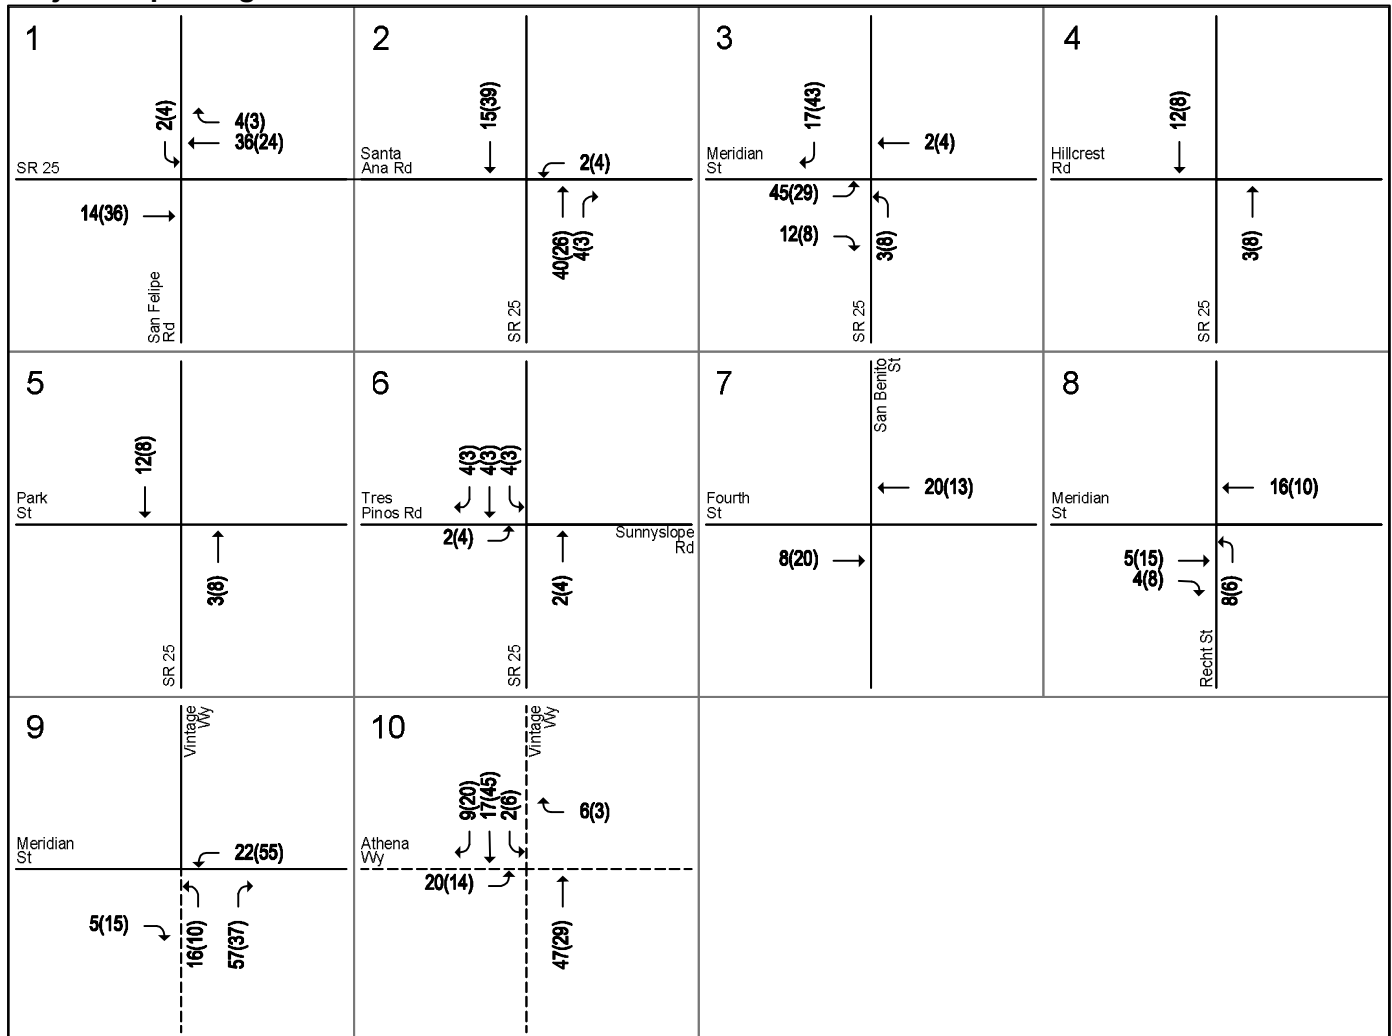 1
2(4)
4(3)
36(24)
SR 25
14(36)
San Felipe
Rd
2
15(39)
Santa
Ana Rd
2(4)
40(26)
4(3)
SR 25
3
17(43)
2(4)
Meridian
St
45(29)
12(8)
3(8)
SR 25
4
12(8)
Hillcrest
Rd
3(8)
SR 25
5
12(8)
Park
St
3(8)
SR 25
6
4(3)
4(3)
4(3)
Tres
Pinos Rd
2(4)
Sunnyslope
Rd
2(4)
SR 25
7
San Benito
St
20(13)
Fourth
St
8(20)
8
16(10)
Meridian
St
5(15)
4(8)
8(6)
Recht St
9
Vintage
Wy
Meridian
St
22(55)
5(15)
16(10)
57(37)
10
Vintage
Wy
9(20)
17(45)
2(6)
6(3)
Athena
Wy
20(14)
47(29)